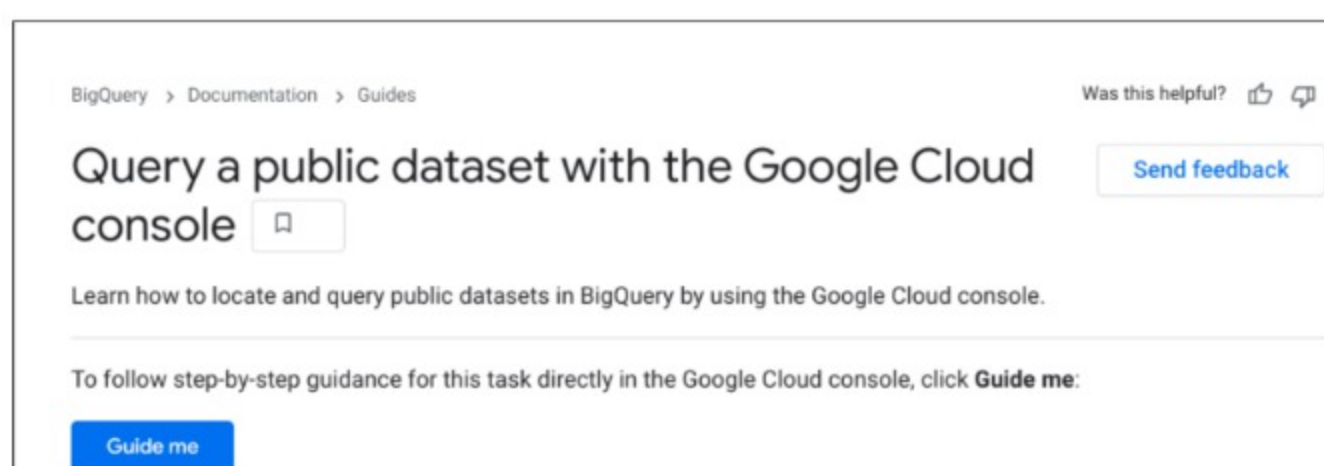 BigQuery > Documentation > Guides
Was this helpful?
Query a public dataset with the Google Cloud
console
Send feedback
Learn how to locate and query public datasets in BigQuery by using the Google Cloud console.
To follow step-by-step guidance for this task directly in the Google Cloud console, click Guide me:
Guide me